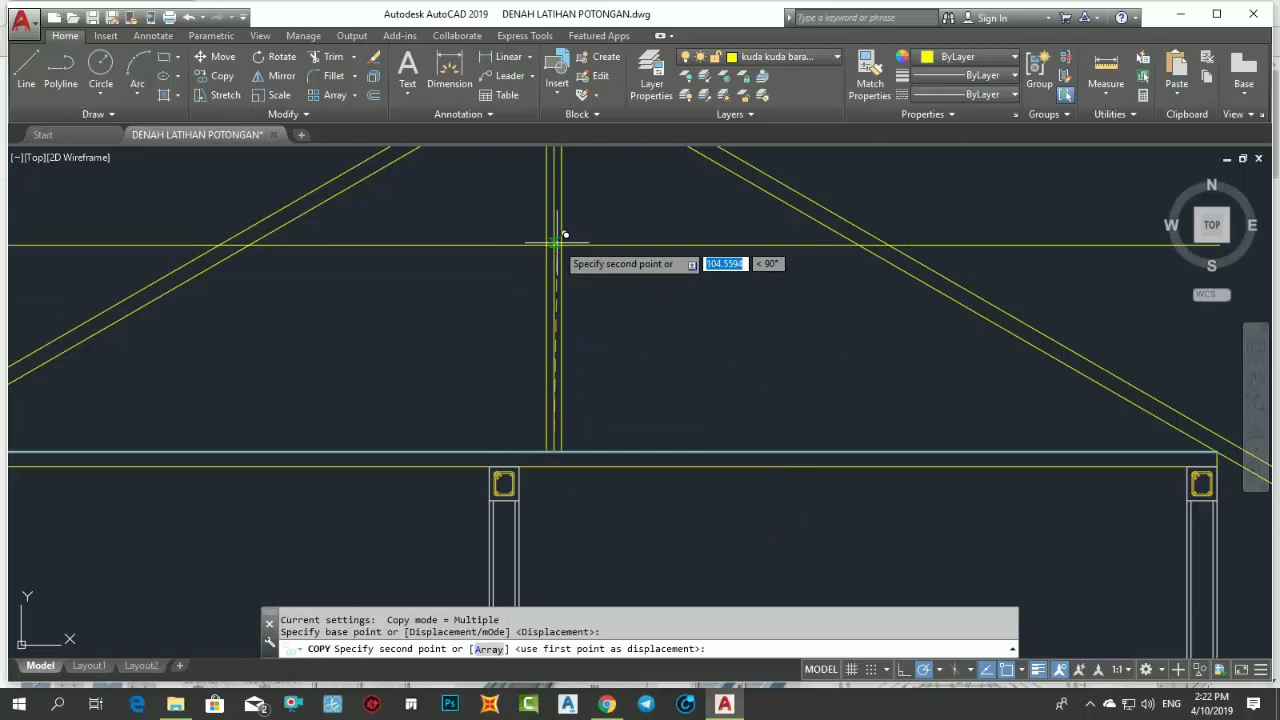 Autodesk AutoCAD 2019 DENAH LATIHAN POTONGAN.dwg
Type a keyword or phrase
Sign In
Home Insert Annotate Parametric View Manage Output Add-ins Collaborate Express Tools Featured Apps
Line Polyline Circle Arc
Move Rotate Trim
Copy Mirror Fillet
Stretch Scale Array
Text Dimension
Linear
Leader
Table
Insert
Create
Edit
Layer Properties
kuda kuda bara...
Match Properties
ByLayer
ByLayer
ByLayer
Group
Measure
Paste
Base
Draw Modify Annotation Block Layers Properties Groups Utilities Clipboard View
Start DENAH LATIHAN POTONGAN*
[−][Top][2D Wireframe]
N
W TOP E
S
WCS
Specify second point or 104.5594 < 90°
Y
X
Current settings: Copy mode = Multiple
Specify base point or [Displacement/mOde] <Displacement>:
COPY Specify second point or [Array] <use first point as displacement>:
Model Layout1 Layout2
MODEL 1:1
2:22 PM
ENG
4/10/2019